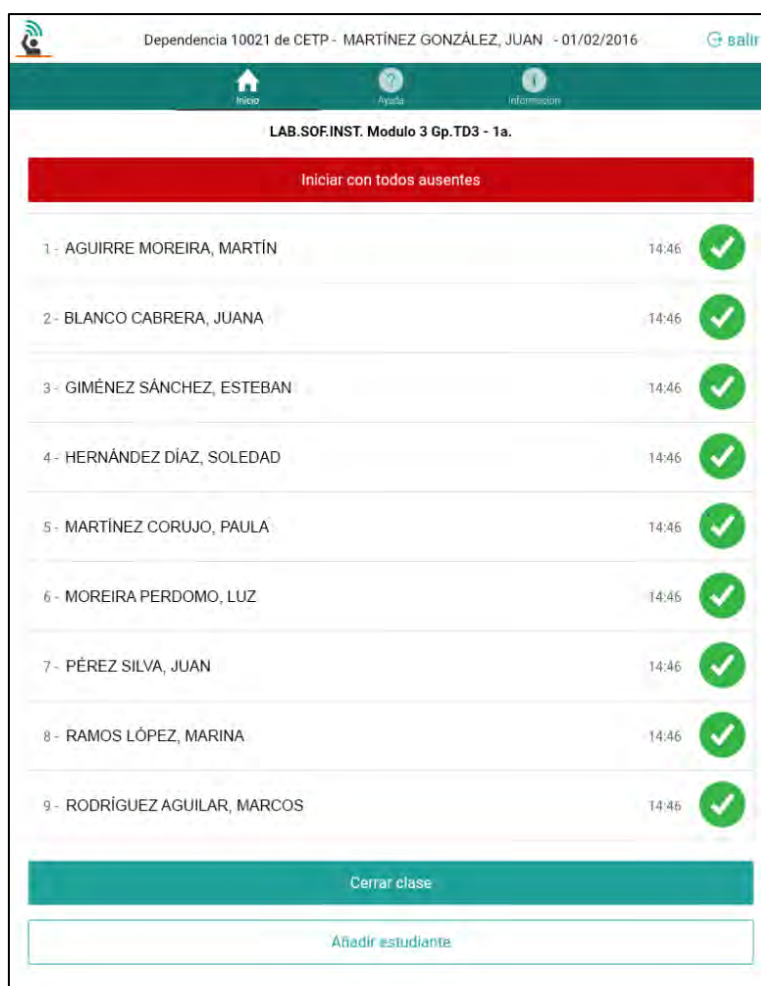 Dependencia 10021 de CETP - MARTÍNEZ GONZÁLEZ, JUAN - 01/02/2016 salir
Inicio Ayuda Informacion
LAB.SOF.INST. Modulo 3 Gp.TD3 - 1a.
Iniciar con todos ausentes
1 - AGUIRRE MOREIRA, MARTÍN 14:46
2 - BLANCO CABRERA, JUANA 14:46
3 - GIMÉNEZ SÁNCHEZ, ESTEBAN 14:46
4 - HERNÁNDEZ DÍAZ, SOLEDAD 14:46
5 - MARTÍNEZ CORUJO, PAULA 14:46
6 - MOREIRA PERDOMO, LUZ 14:46
7 - PÉREZ SILVA, JUAN 14:46
8 - RAMOS LÓPEZ, MARINA 14:46
9 - RODRÍGUEZ AGUILAR, MARCOS 14:46
Cerrar clase
Añadir estudiante